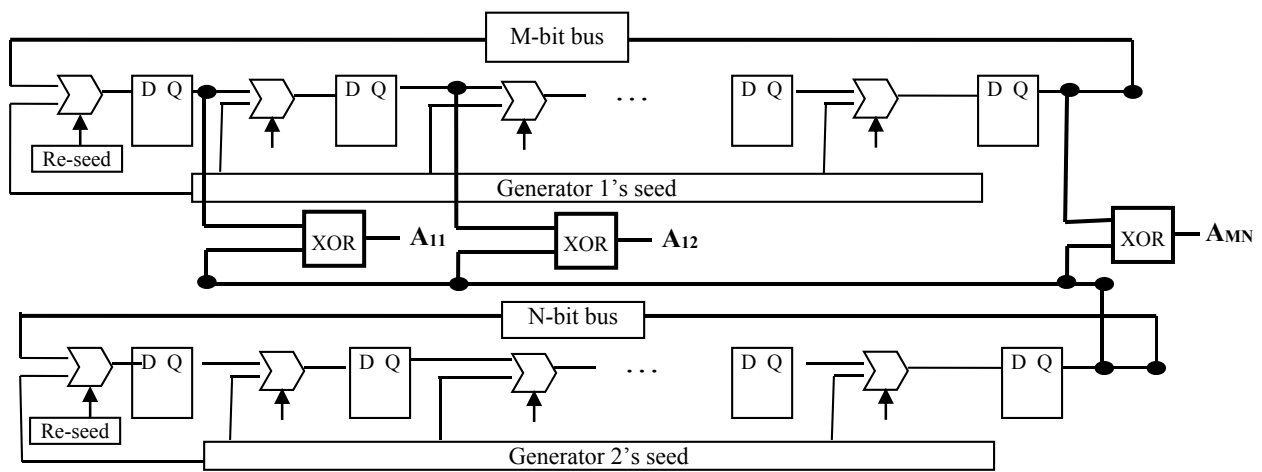 M-bit bus
D Q D Q ... D Q D Q
Re-seed
Generator 1's seed
XOR A11 XOR A12 XOR AMN
N-bit bus
D Q D Q ... D Q D Q
Re-seed
Generator 2's seed